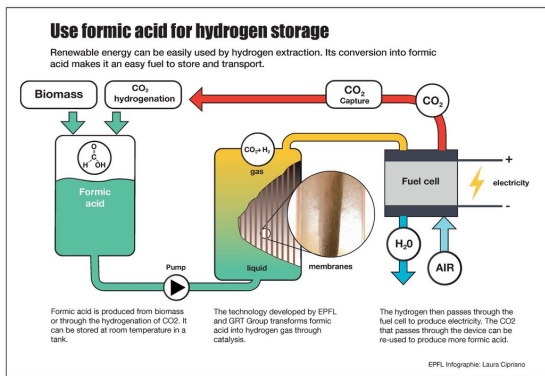 Use formic acid for hydrogen storage
Renewable energy can be easily used by hydrogen extraction. Its conversion into formic
acid makes it an easy fuel to store and transport.
Biomass
CO2
hydrogenation
CO2
Capture
CO2
O
C
H OH
Formic
acid
CO2+H2
gas
liquid
membranes
Pump
Fuel cell
+
-
electricity
H20
AIR
Formic acid is produced from biomass
or through the hydrogenation of CO2. It
can be stored at room temperature in a
tank.
The technology developed by EPFL
and GRT Group transforms formic
acid into hydrogen gas through
catalysis.
The hydrogen then passes through the
fuel cell to produce electricity. The CO2
that passes through the device can be
re-used to produce more formic acid.
EPFL Infographie: Laura Cipriano